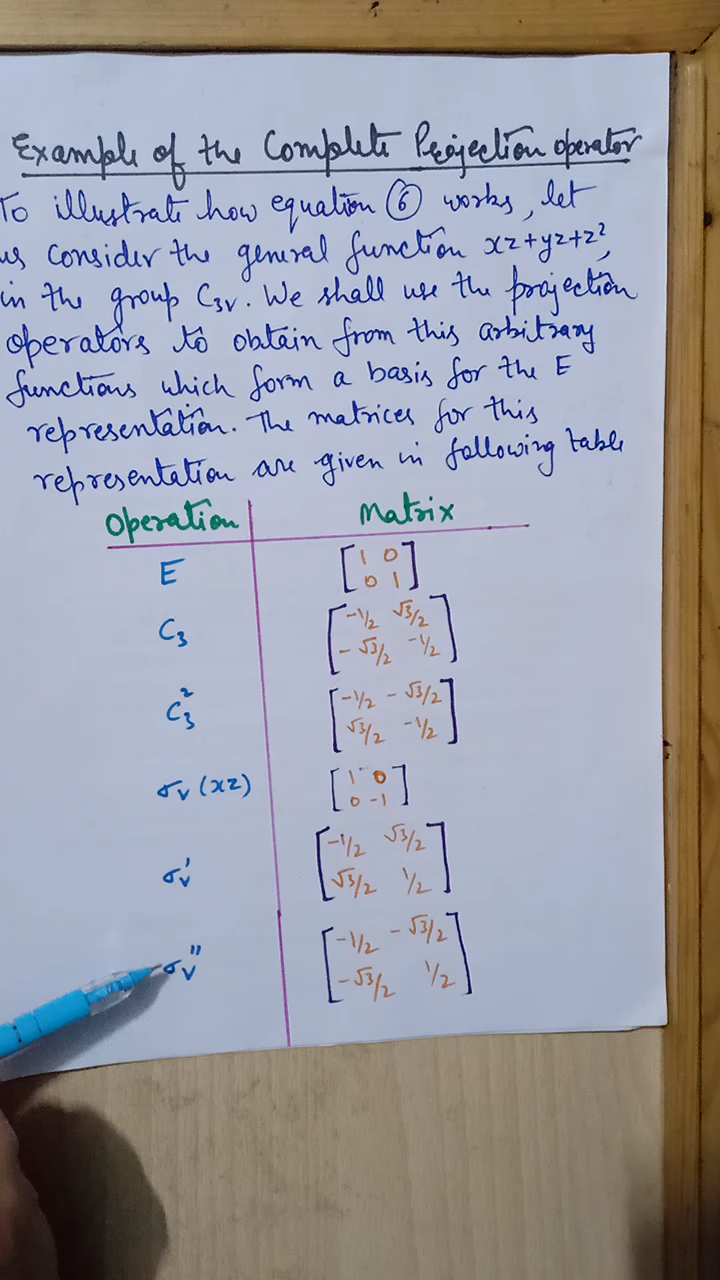 Example of the Complete Projection operator
To illustrate how equation ⑥ works, let
us consider the general function xz+yz+z²,
in the group C₃ᵥ. We shall use the projection
operators to obtain from this arbitrary
functions which form a basis for the E
representation. The matrices for this
representation are given in following table
Operation Matrix
E [1 0
0 1]
C₃ [-1/2 √3/2
-√3/2 -1/2]
C₃² [-1/2 -√3/2
√3/2 -1/2]
σᵥ(xz) [1 0
0 -1]
σᵥ' [-1/2 √3/2
√3/2 1/2]
σᵥ'' [-1/2 -√3/2
-√3/2 1/2]